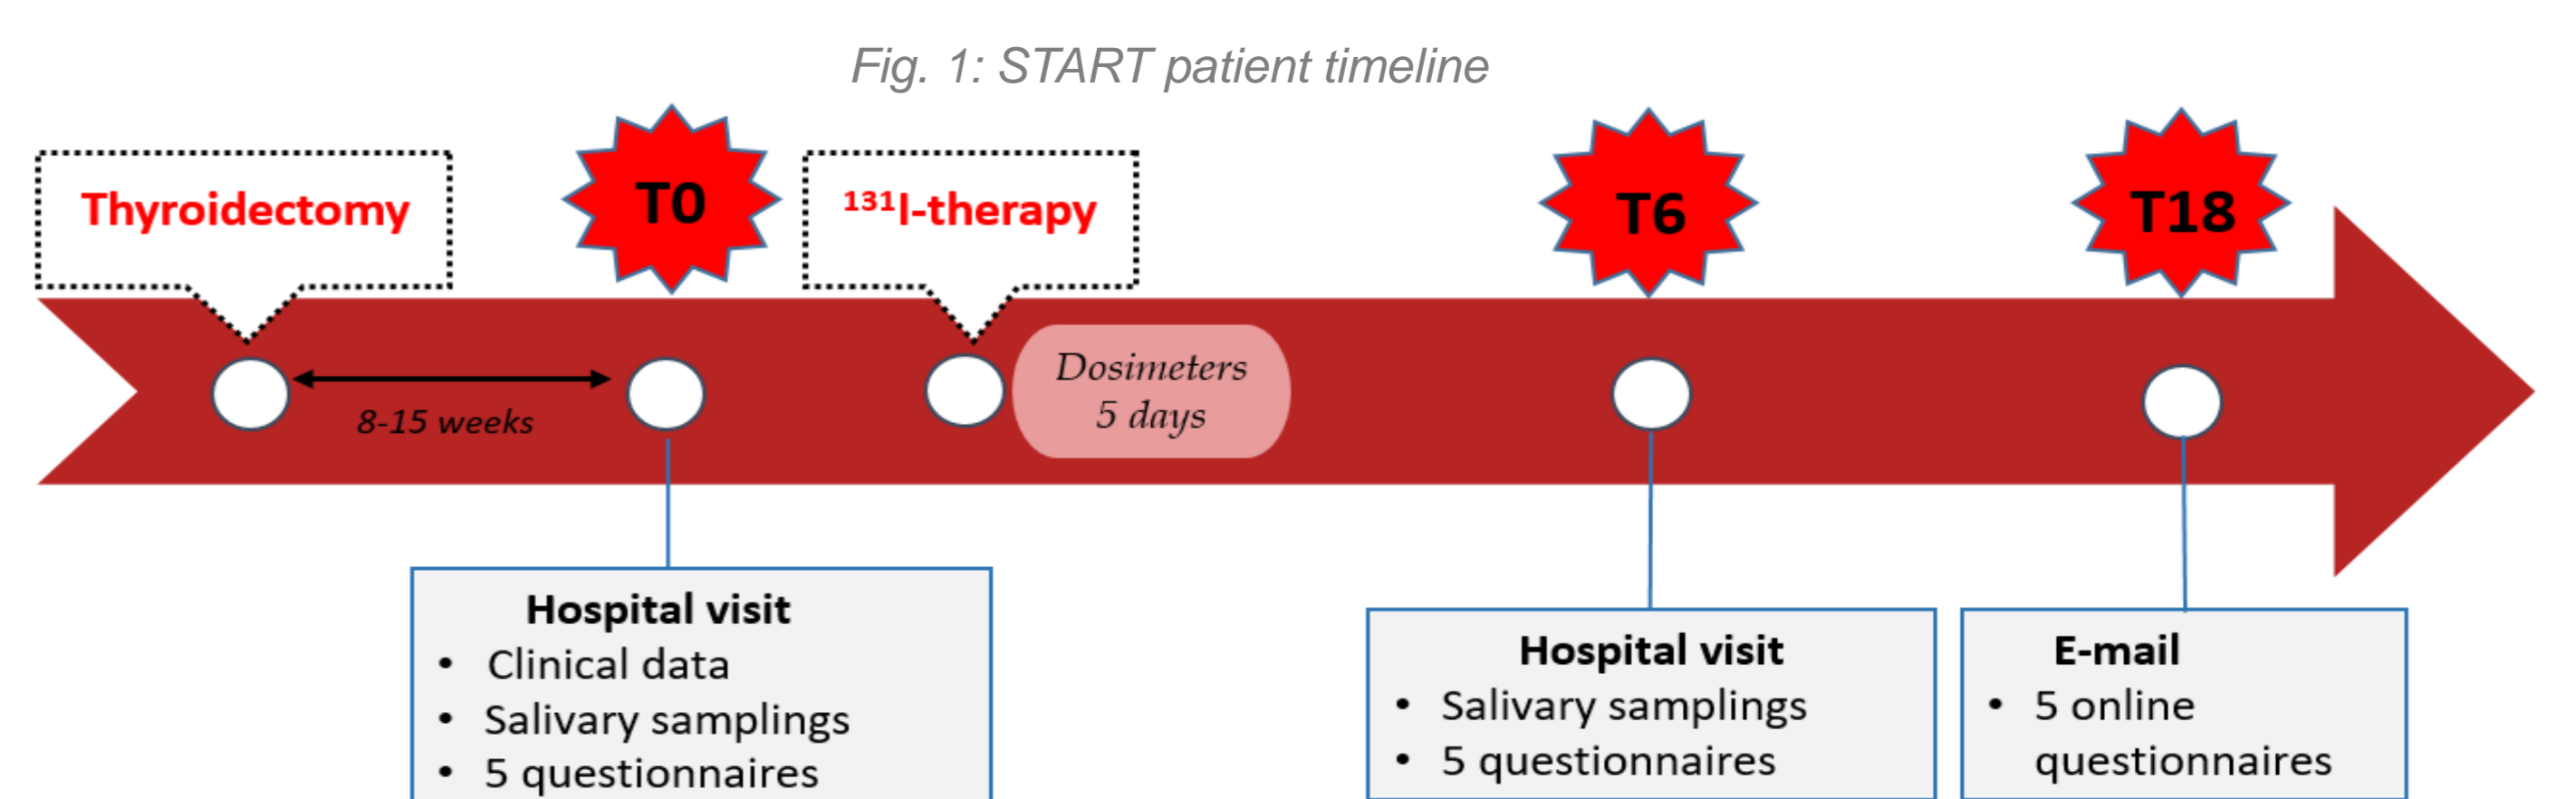 Fig. 1: START patient timeline
Thyroidectomy
T0
¹³¹I-therapy
T6
T18
8-15 weeks
Dosimeters
5 days
Hospital visit
• Clinical data
• Salivary samplings
• 5 questionnaires
Hospital visit
• Salivary samplings
• 5 questionnaires
E-mail
• 5 online
questionnaires